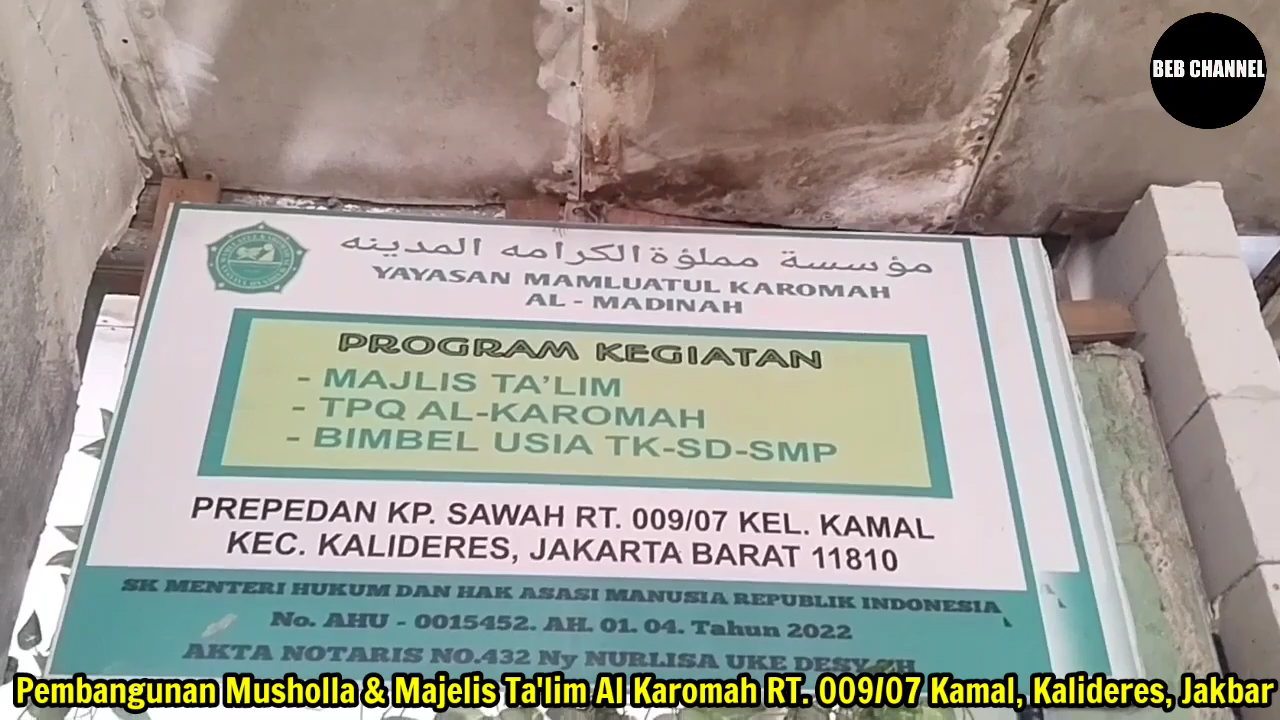 BEB CHANNEL
مؤسسة مملؤة الكرامه المدينه
YAYASAN MAMLUATUL KAROMAH
AL - MADINAH
PROGRAM KEGIATAN
- MAJLIS TA'LIM
- TPQ AL-KAROMAH
- BIMBEL USIA TK-SD-SMP
PREPEDAN KP. SAWAH RT. 009/07 KEL. KAMAL
KEC. KALIDERES, JAKARTA BARAT 11810
SK MENTERI HUKUM DAN HAK ASASI MANUSIA REPUBLIK INDONESIA
No. AHU - 0015452. AH. 01. 04. Tahun 2022
AKTA NOTARIS NO.432 Ny NURLISA UKE DESY.SH
Pembangunan Musholla & Majelis Ta'lim Al Karomah RT. 009/07 Kamal, Kalideres, Jakbar